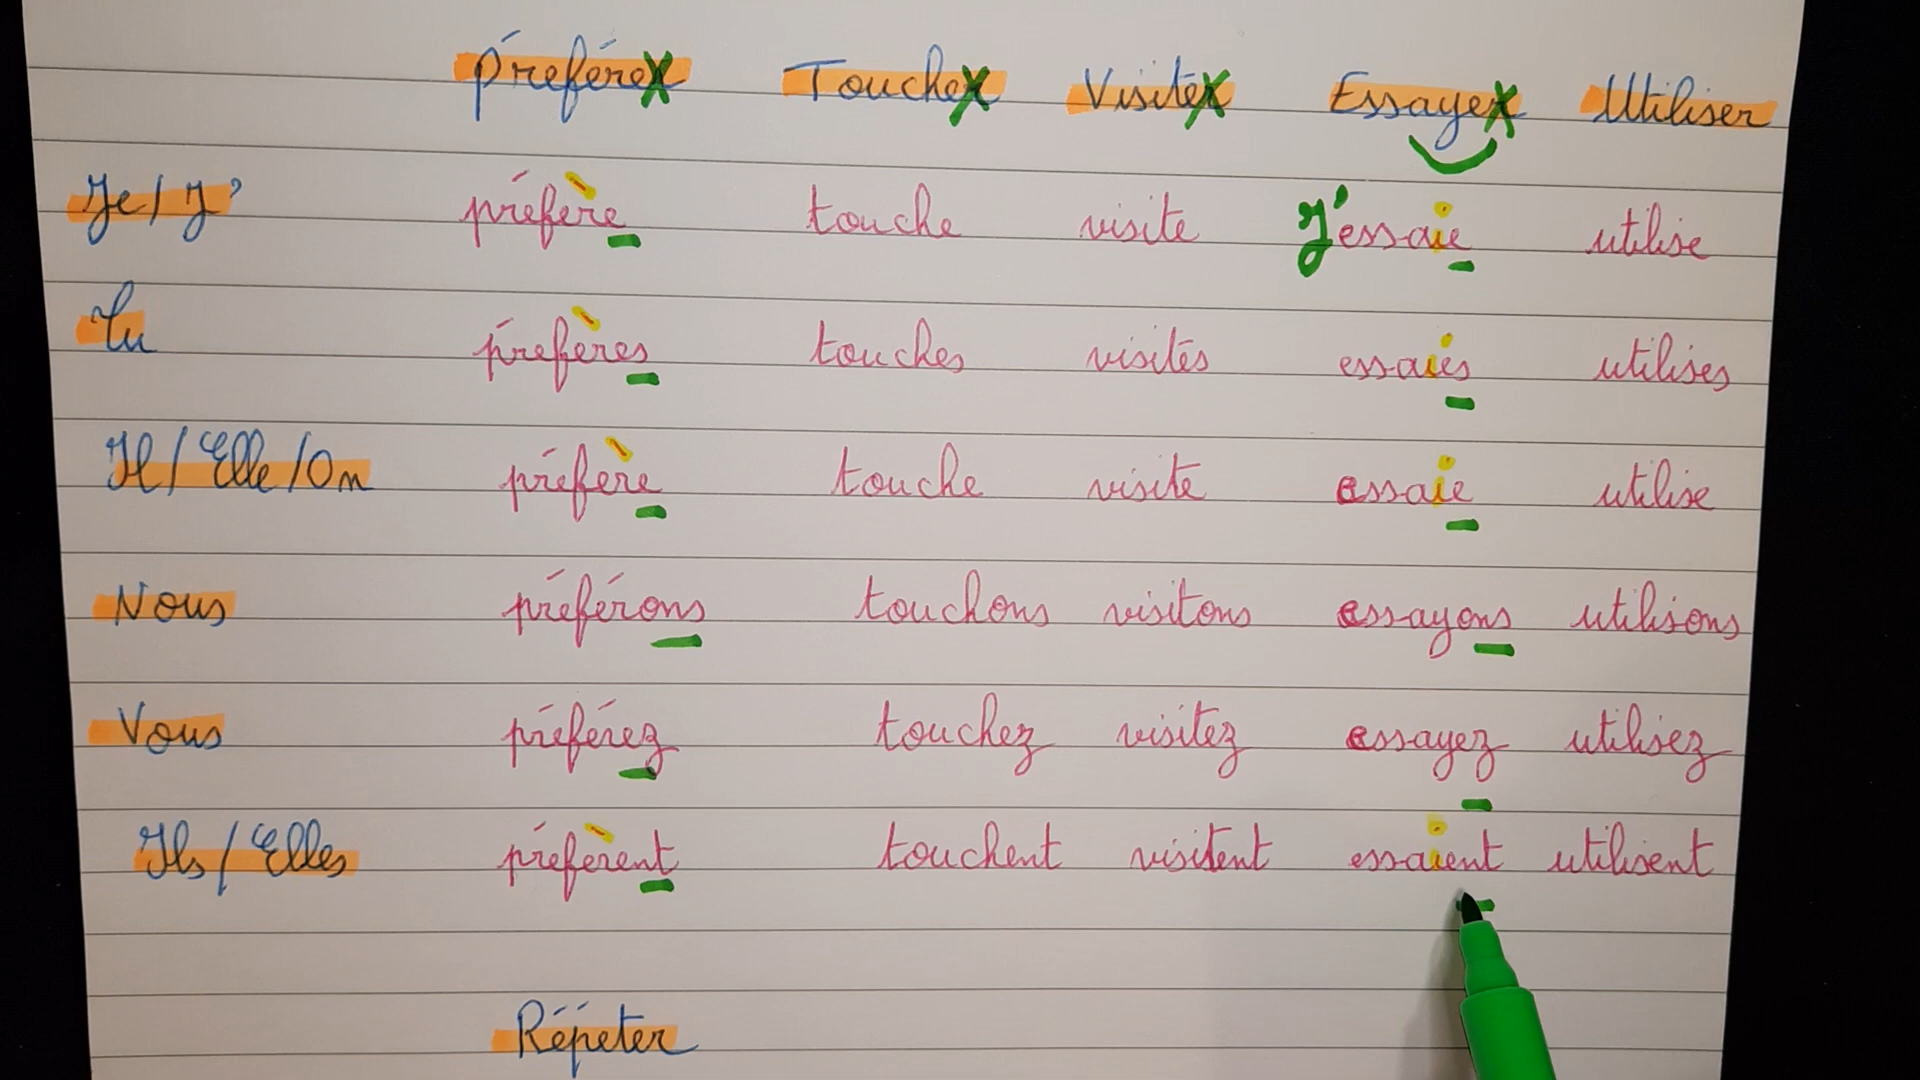 Préférer Toucher Visiter Essayer Utiliser
Je/J' préfère touche visite J'essaie utilise
Tu préfères touches visites essaies utilises
Il/Elle/On préfère touche visite essaie utilise
Nous préférons touchons visitons essayons utilisons
Vous préférez touchez visitez essayez utilisez
Ils/Elles préfèrent touchent visitent essaient utilisent
Répéter